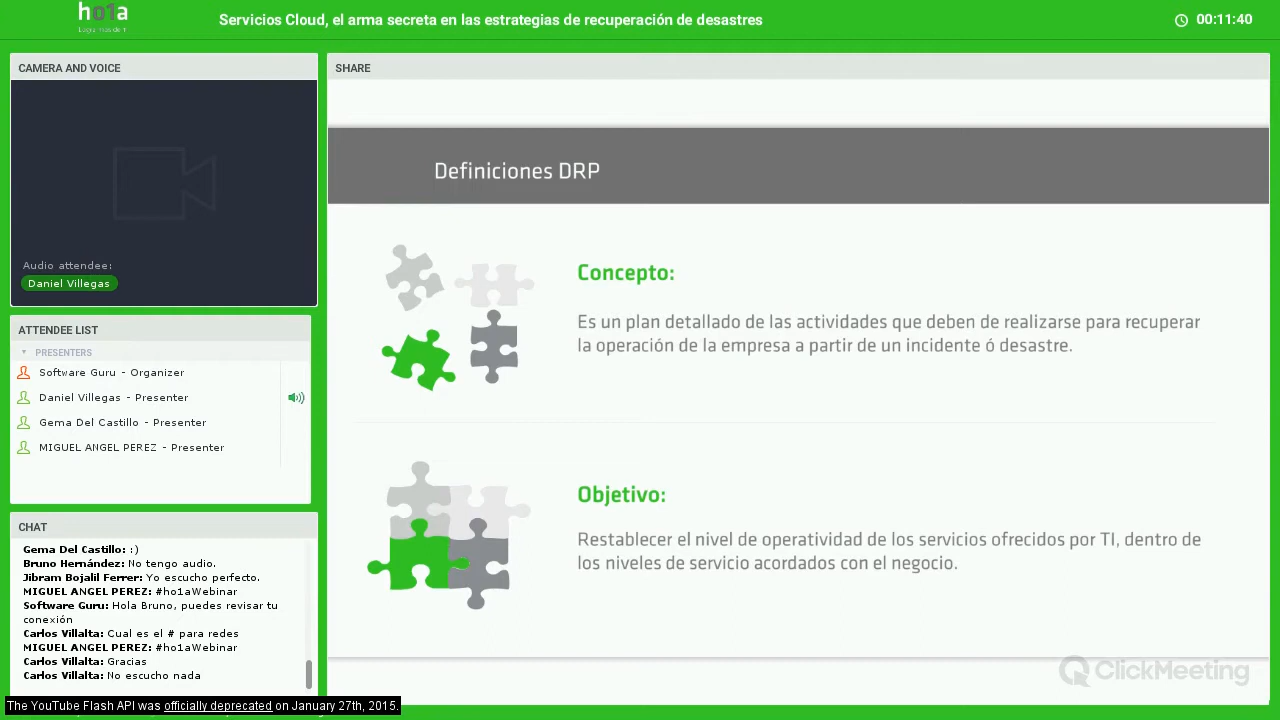 ho1a
Servicios Cloud, el arma secreta en las estrategias de recuperación de desastres
00:11:40
CAMERA AND VOICE
Audio attendee:
Daniel Villegas
ATTENDEE LIST
PRESENTERS
Software Guru - Organizer
Daniel Villegas - Presenter
Gema Del Castillo - Presenter
MIGUEL ANGEL PEREZ - Presenter
CHAT
Gema Del Castillo: :)
Bruno Hernández: No tengo audio.
Jibram Bojalil Ferrer: Yo escucho perfecto.
MIGUEL ANGEL PEREZ: #ho1aWebinar
Software Guru: Hola Bruno, puedes revisar tu
conexión
Carlos Villalta: Cual es el # para redes
MIGUEL ANGEL PEREZ: #ho1aWebinar
Carlos Villalta: Gracias
Carlos Villalta: No escucho nada
The YouTube Flash API was officially deprecated on January 27th, 2015.
SHARE
Definiciones DRP
Concepto:
Es un plan detallado de las actividades que deben de realizarse para recuperar
la operación de la empresa a partir de un incidente ó desastre.
Objetivo:
Restablecer el nivel de operatividad de los servicios ofrecidos por TI, dentro de
los niveles de servicio acordados con el negocio.
ClickMeeting